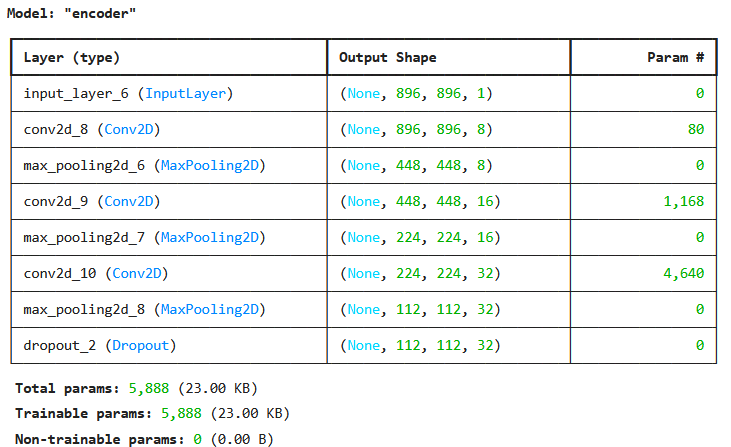 Model: "encoder"
Layer (type) Output Shape Param #
input_layer_6 (InputLayer) (None, 896, 896, 1) 0
conv2d_8 (Conv2D) (None, 896, 896, 8) 80
max_pooling2d_6 (MaxPooling2D) (None, 448, 448, 8) 0
conv2d_9 (Conv2D) (None, 448, 448, 16) 1,168
max_pooling2d_7 (MaxPooling2D) (None, 224, 224, 16) 0
conv2d_10 (Conv2D) (None, 224, 224, 32) 4,640
max_pooling2d_8 (MaxPooling2D) (None, 112, 112, 32) 0
dropout_2 (Dropout) (None, 112, 112, 32) 0
Total params: 5,888 (23.00 KB)
Trainable params: 5,888 (23.00 KB)
Non-trainable params: 0 (0.00 B)